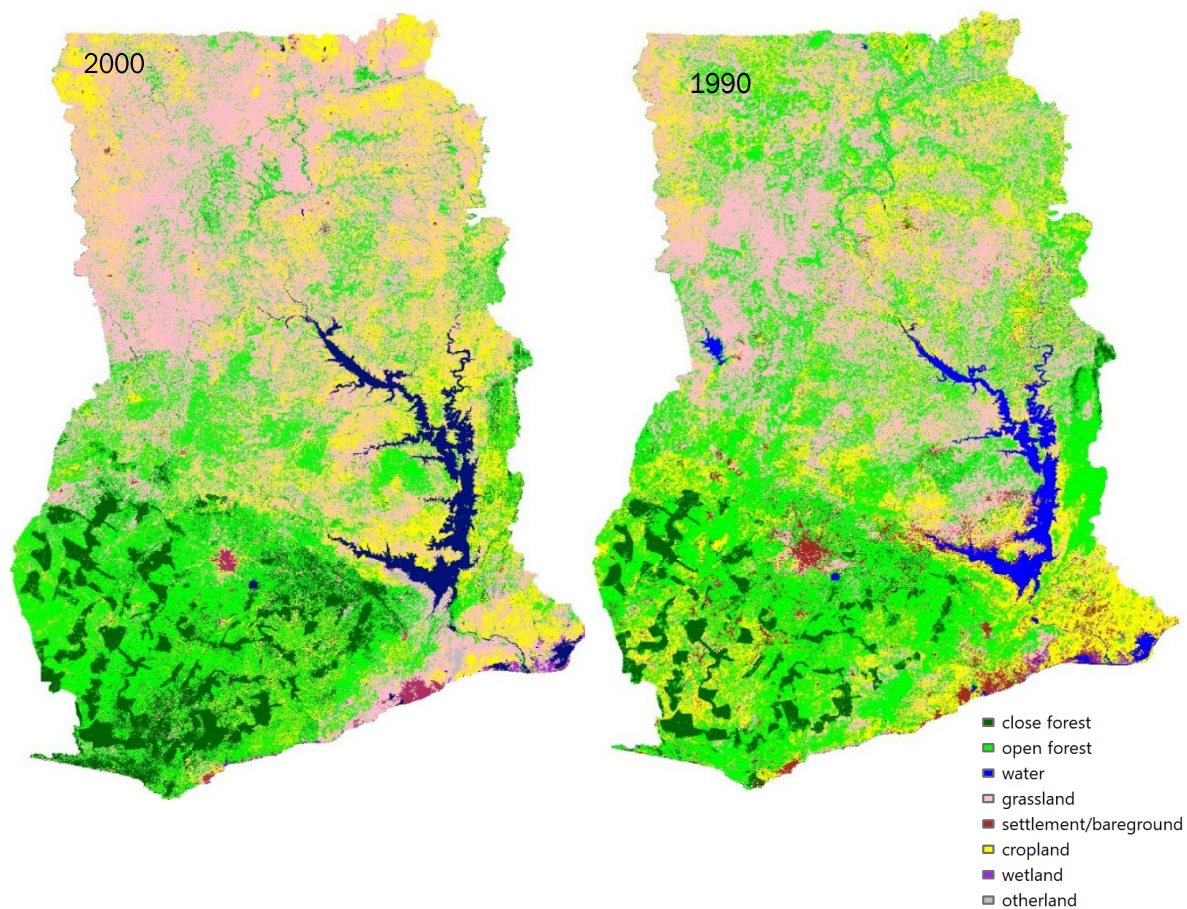 2000
1990
close forest
open forest
water
grassland
settlement/bareground
cropland
wetland
otherland